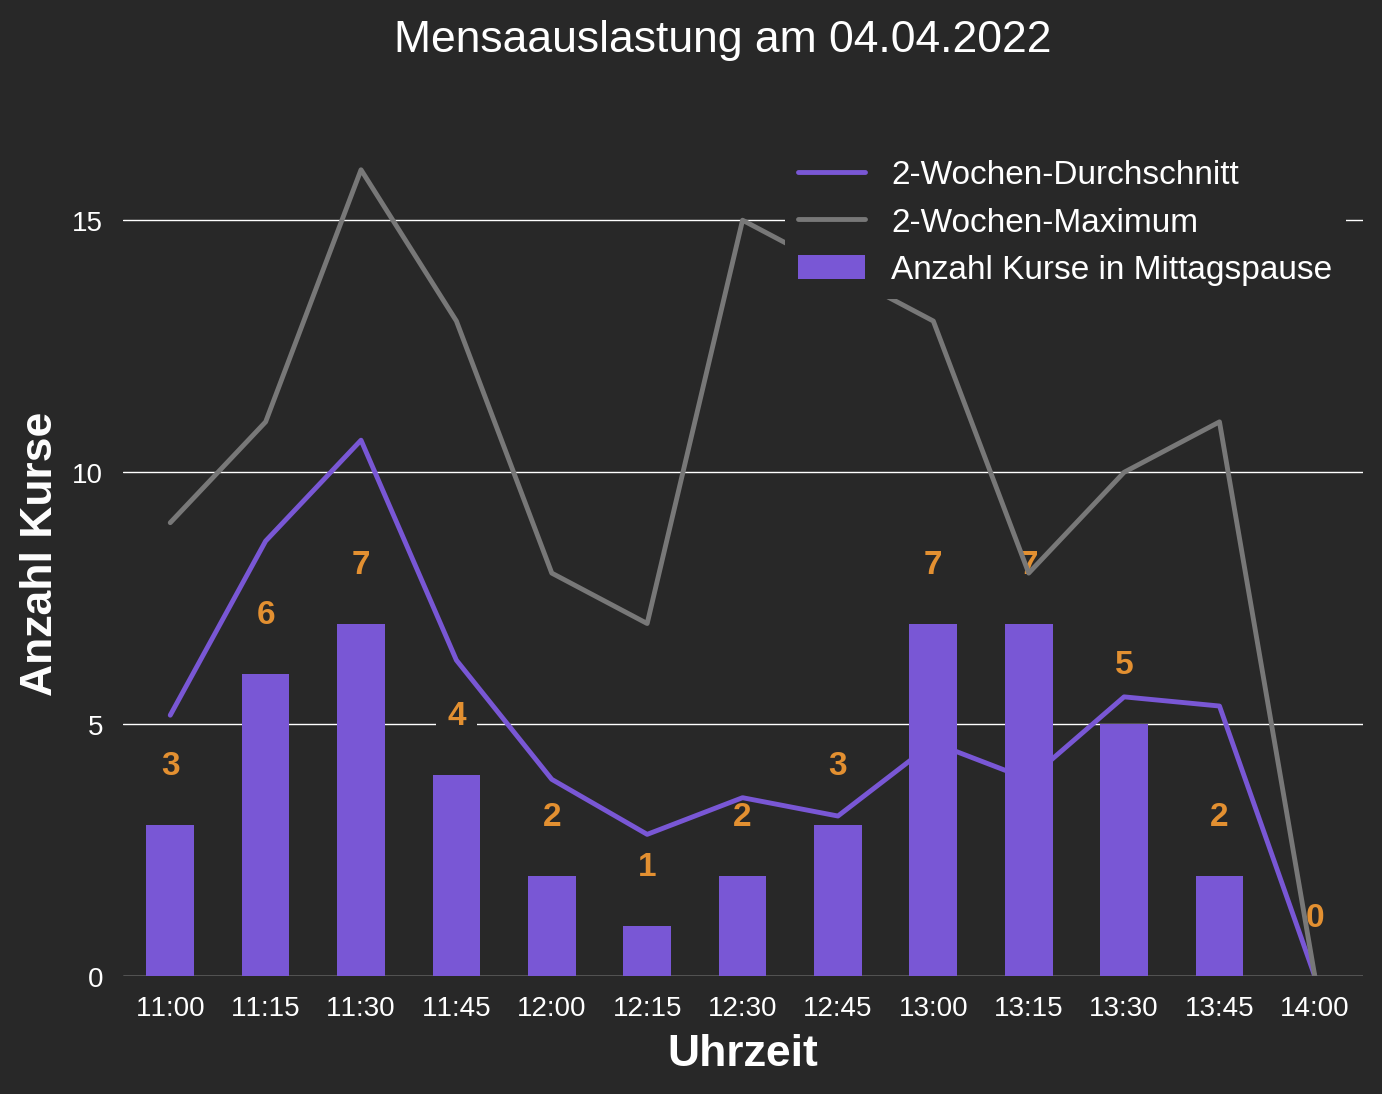 Mensaauslastung am 04.04.2022
2-Wochen-Durchschnitt
2-Wochen-Maximum
Anzahl Kurse in Mittagspause
Anzahl Kurse
15
10
5
0
3
6
7
4
2
1
2
3
7
7
5
2
0
11:00 11:15 11:30 11:45 12:00 12:15 12:30 12:45 13:00 13:15 13:30 13:45 14:00
Uhrzeit